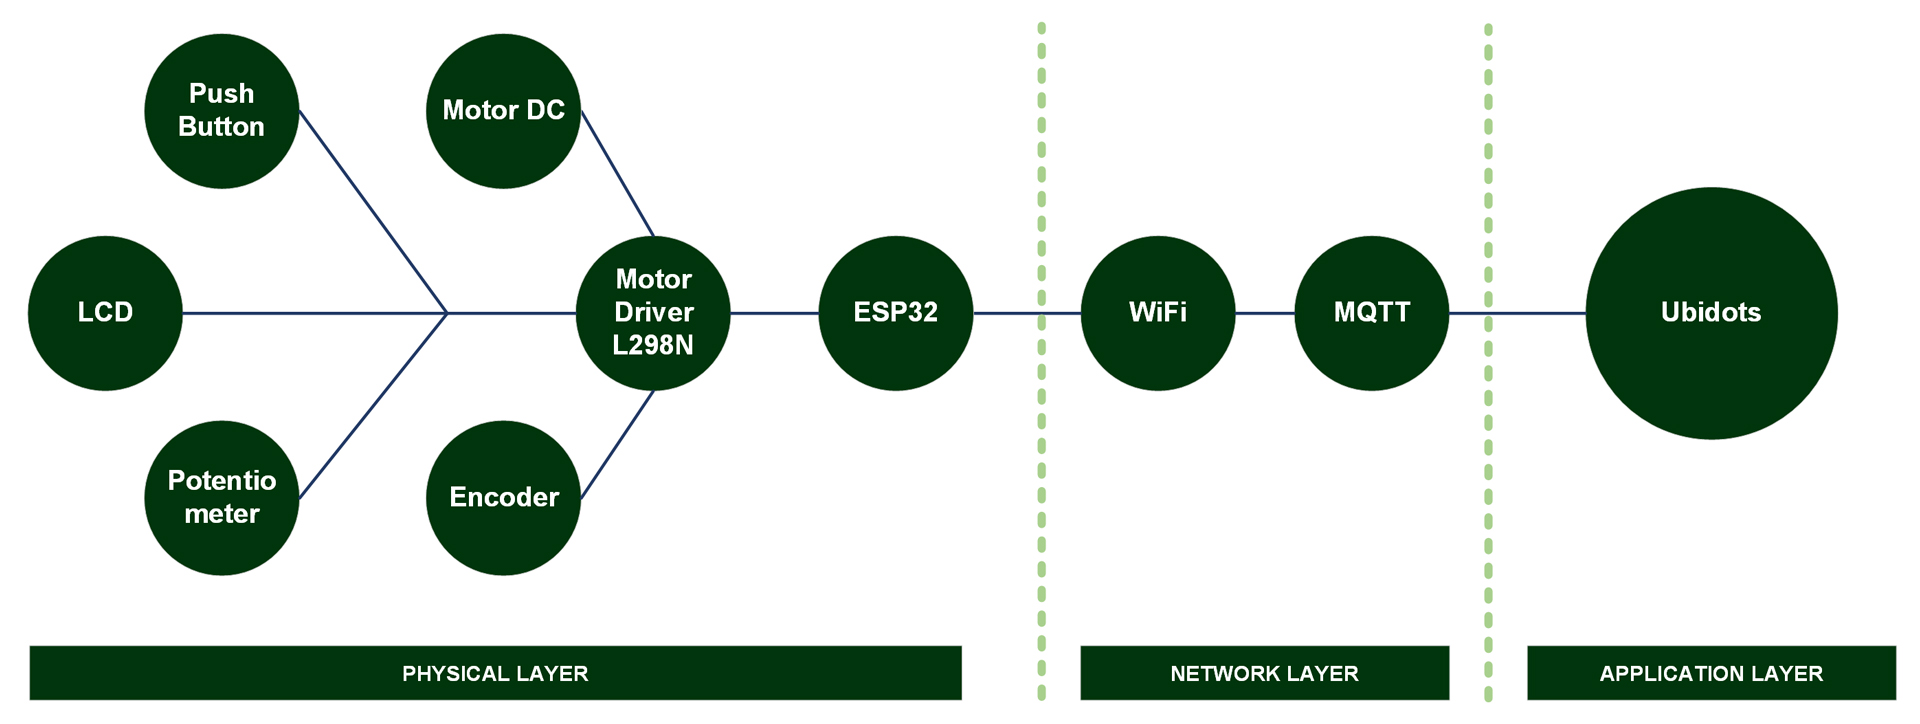 Push
Button
Motor DC
LCD
Motor
Driver
L298N
ESP32
WiFi
MQTT
Ubidots
Potentio
meter
Encoder
PHYSICAL LAYER
NETWORK LAYER
APPLICATION LAYER